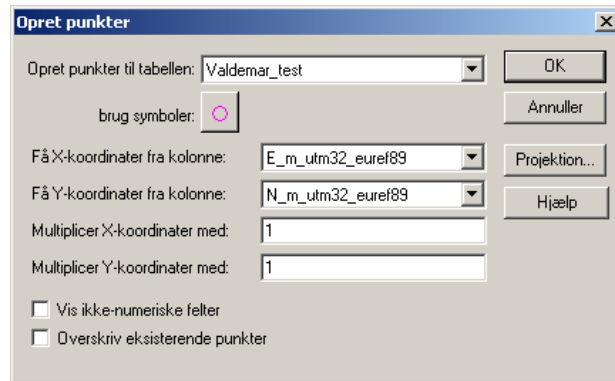 Opret punkter
Opret punkter til tabellen: Valdemar_test OK
brug symboler: Annuller
Få X-koordinater fra kolonne: E_m_utm32_euref89 Projektion...
Få Y-koordinater fra kolonne: N_m_utm32_euref89 Hjælp
Multiplicer X-koordinater med: 1
Multiplicer Y-koordinater med: 1
Vis ikke-numeriske felter
Overskriv eksisterende punkter